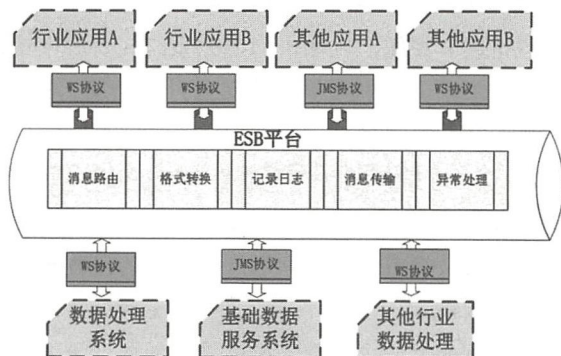 行业应用A
行业应用B
其他应用A
其他应用B
WS协议
WS协议
JMS协议
WS协议
ESB平台
消息路由
格式转换
记录日志
消息传输
异常处理
WS协议
JMS协议
WS协议
数据处理
系统
基础数据
服务系统
其他行业
数据处理